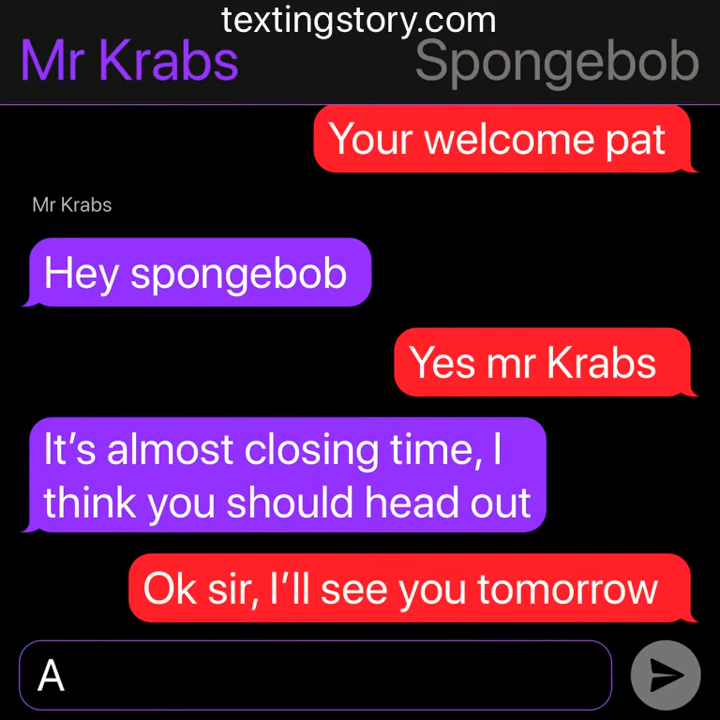 textingstory.com
Mr Krabs Spongebob
Your welcome pat
Mr Krabs
Hey spongebob
Yes mr Krabs
It’s almost closing time, I
think you should head out
Ok sir, I’ll see you tomorrow
A